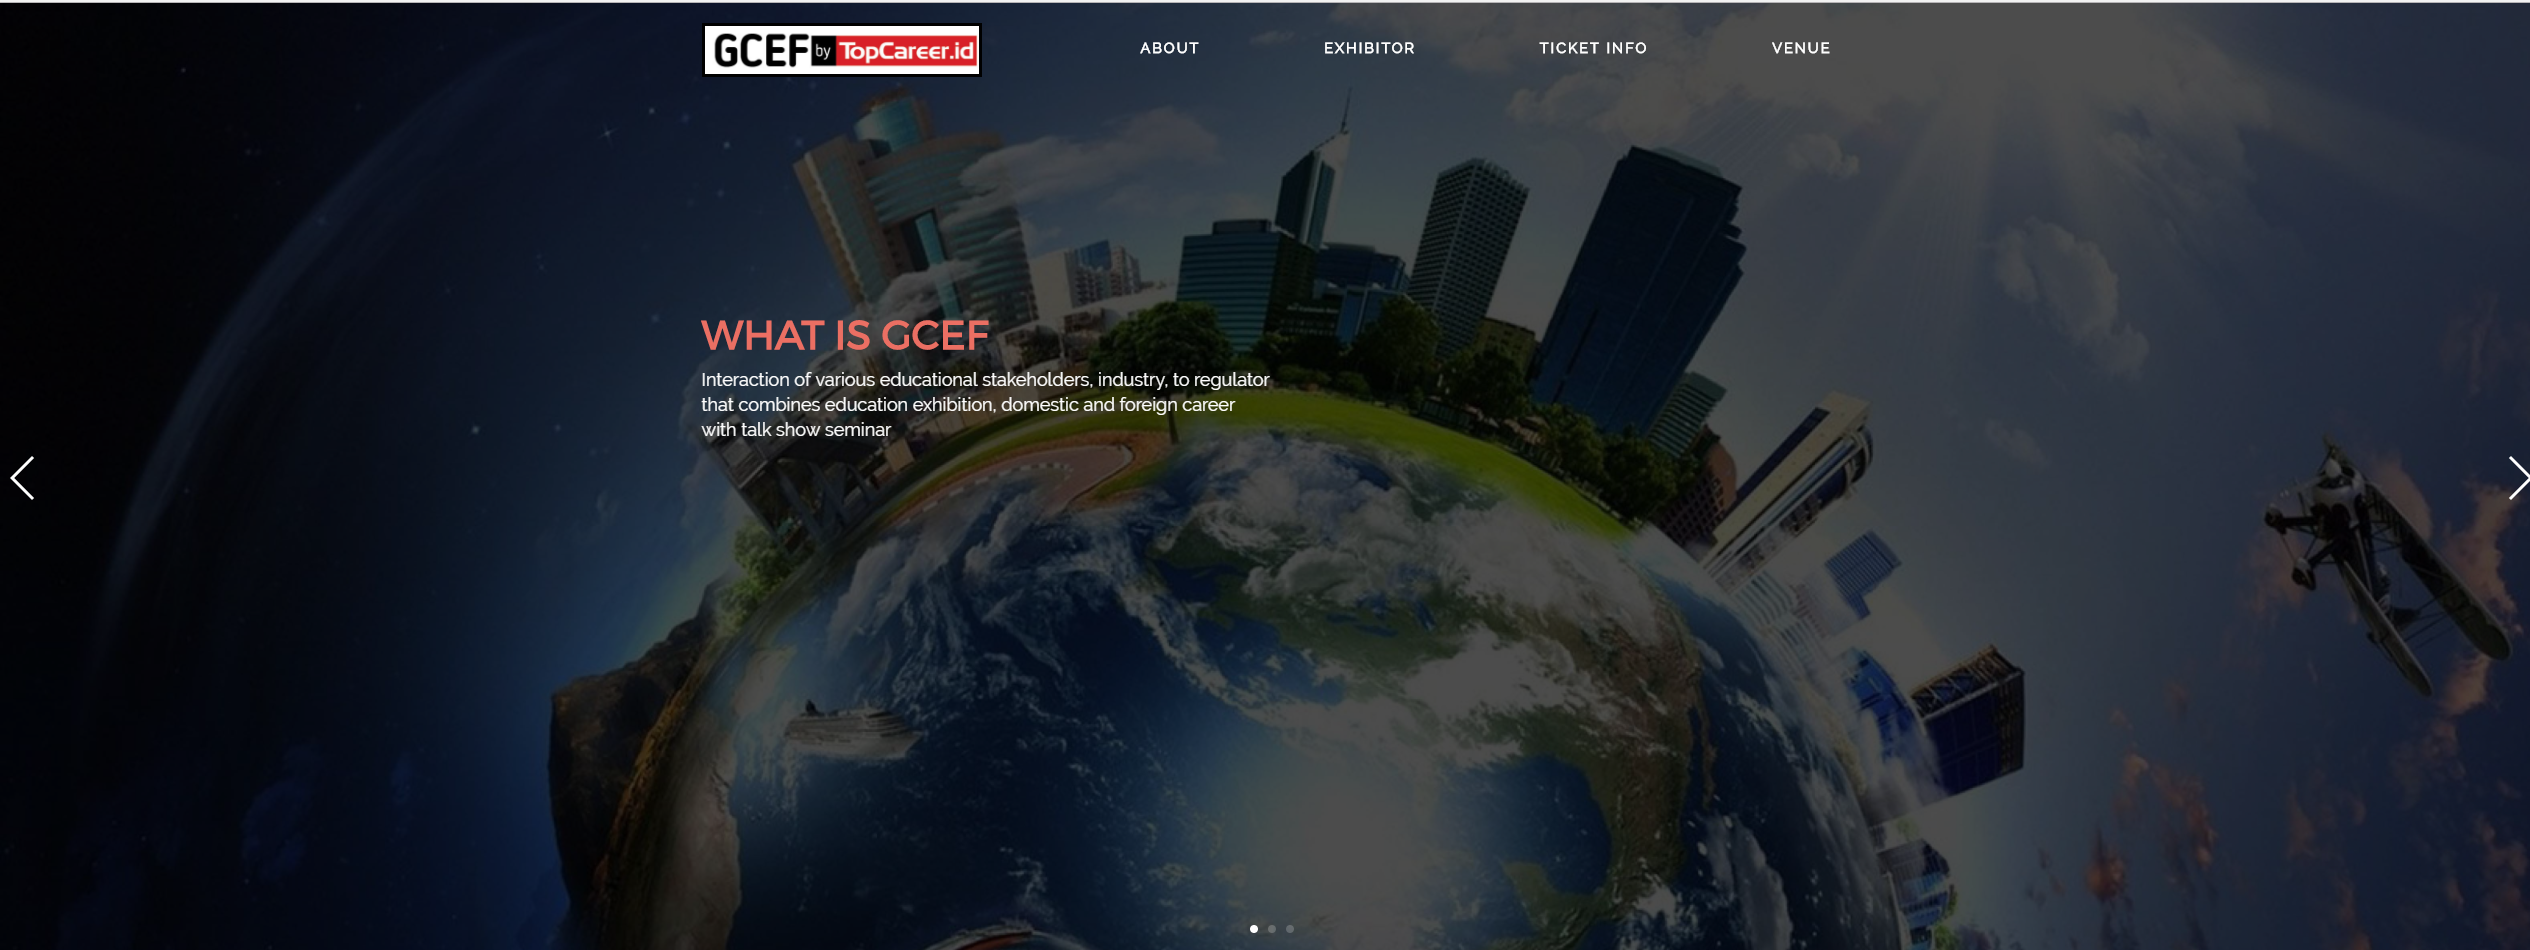 GCEF by TopCareer.id
ABOUT
EXHIBITOR
TICKET INFO
VENUE
WHAT IS GCEF
Interaction of various educational stakeholders, industry, to regulator
that combines education exhibition, domestic and foreign career
with talk show seminar